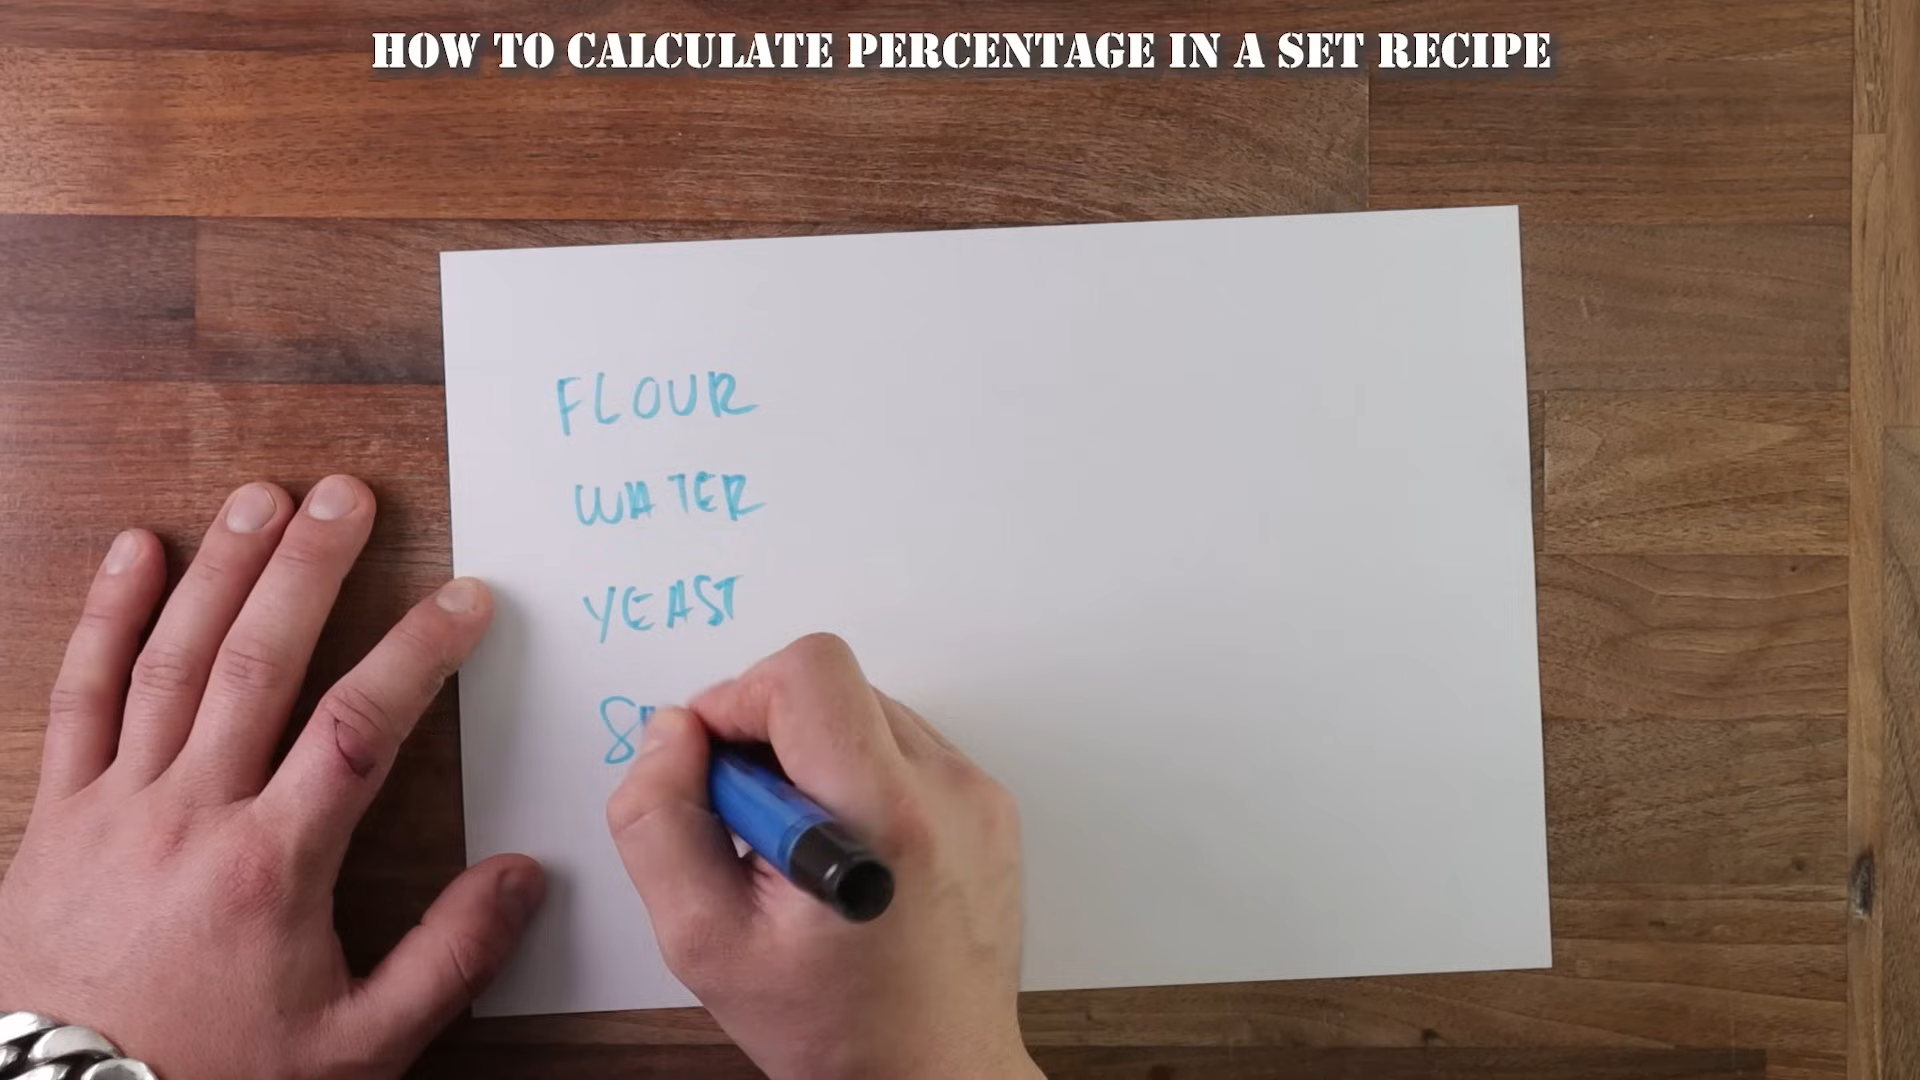 HOW TO CALCULATE PERCENTAGE IN A SET RECIPE
FLOUR
WATER
YEAST